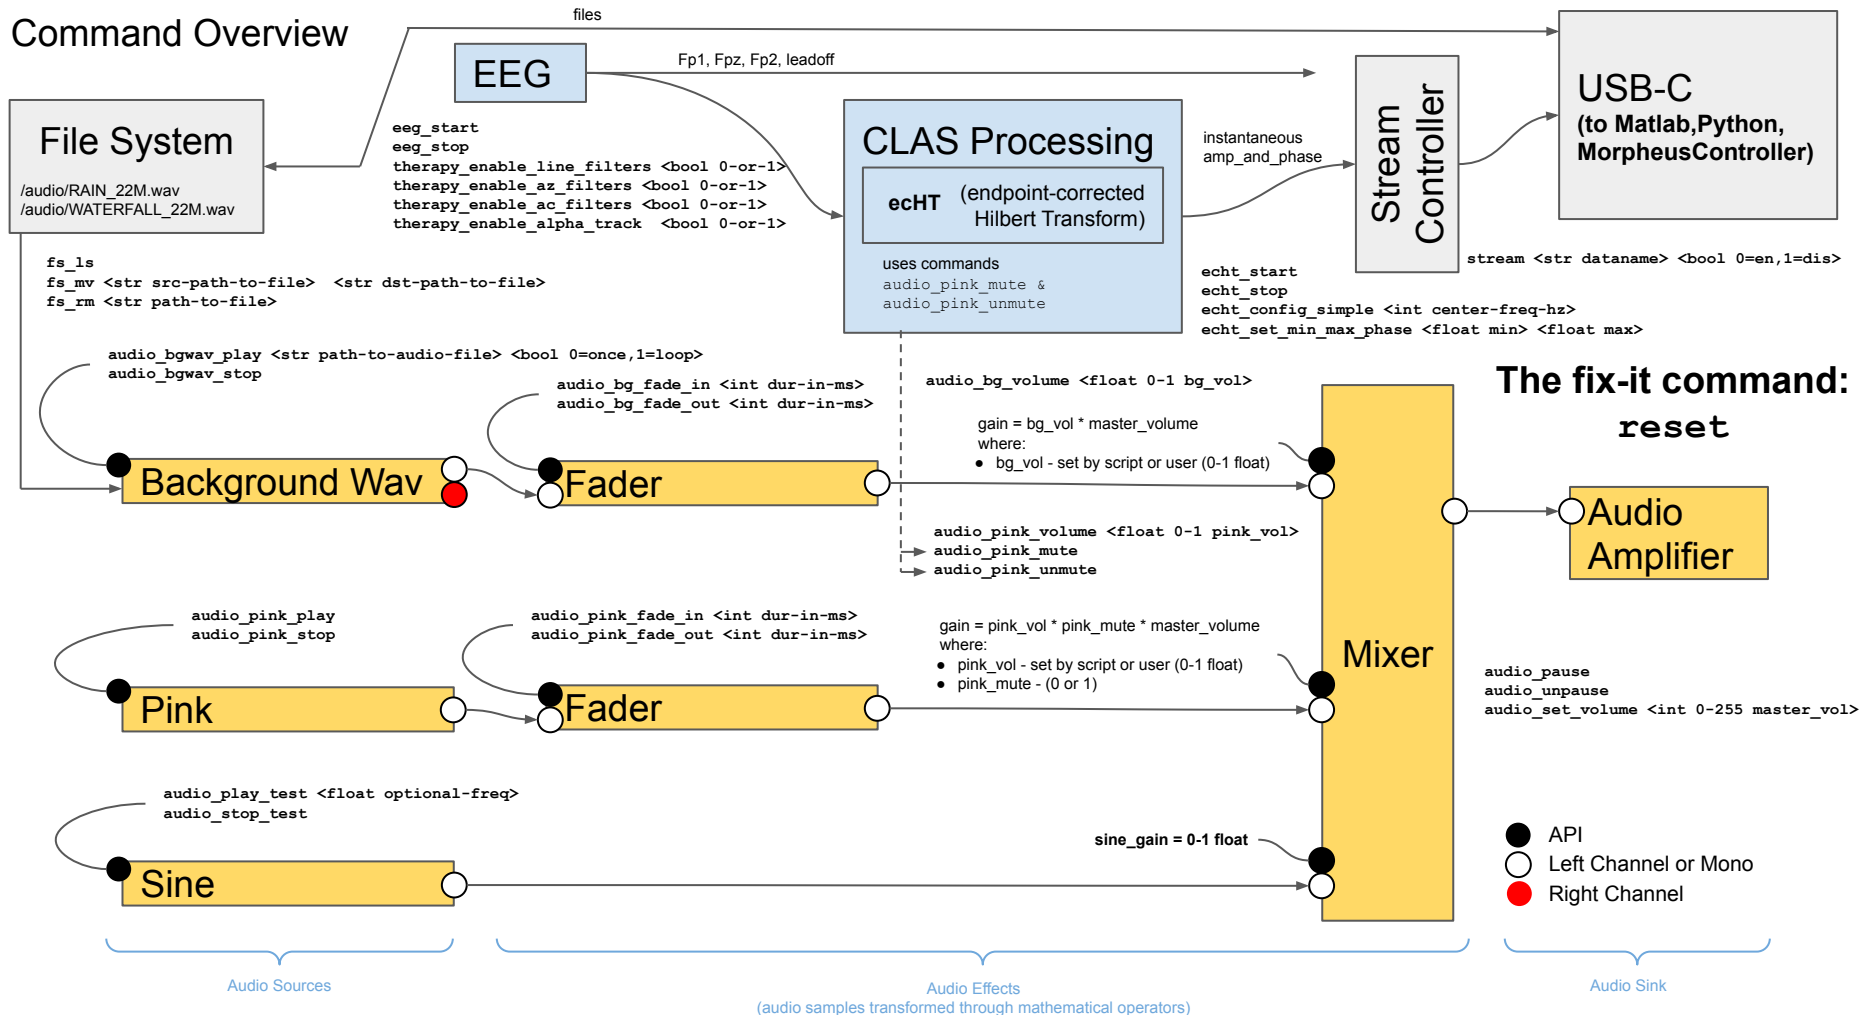 Command Overview
files
EEG
Fp1, Fpz, Fp2, leadoff
USB-C
(to Matlab,Python,
MorpheusController)
Stream
Controller
File System
/audio/RAIN_22M.wav
/audio/WATERFALL_22M.wav
eeg_start
eeg_stop
therapy_enable_line_filters <bool 0-or-1>
therapy_enable_az_filters <bool 0-or-1>
therapy_enable_ac_filters <bool 0-or-1>
therapy_enable_alpha_track  <bool 0-or-1>
CLAS Processing
ecHT
(endpoint-corrected
Hilbert Transform)
uses commands
audio_pink_mute &
audio_pink_unmute
instantaneous
amp_and_phase
stream <str dataname> <bool 0=en,1=dis>
echt_start
echt_stop
echt_config_simple <int center-freq-hz>
echt_set_min_max_phase <float min> <float max>
fs_ls
fs_mv <str src-path-to-file>  <str dst-path-to-file>
fs_rm <str path-to-file>
audio_bgwav_play <str path-to-audio-file> <bool 0=once,1=loop>
audio_bgwav_stop
audio_bg_fade_in <int dur-in-ms>
audio_bg_fade_out <int dur-in-ms>
audio_bg_volume <float 0-1 bg_vol>
The fix-it command:
reset
gain = bg_vol * master_volume
where:
● bg_vol - set by script or user (0-1 float)
Background Wav
Fader
Audio
Amplifier
audio_pink_volume <float 0-1 pink_vol>
audio_pink_mute
audio_pink_unmute
audio_pink_play
audio_pink_stop
audio_pink_fade_in <int dur-in-ms>
audio_pink_fade_out <int dur-in-ms>
gain = pink_vol * pink_mute * master_volume
where:
● pink_vol - set by script or user (0-1 float)
● pink_mute - (0 or 1)
Mixer
audio_pause
audio_unpause
audio_set_volume <int 0-255 master_vol>
Pink
Fader
audio_play_test <float optional-freq>
audio_stop_test
sine_gain = 0-1 float
Sine
API
Left Channel or Mono
Right Channel
Audio Sources
Audio Effects
(audio samples transformed through mathematical operators)
Audio Sink